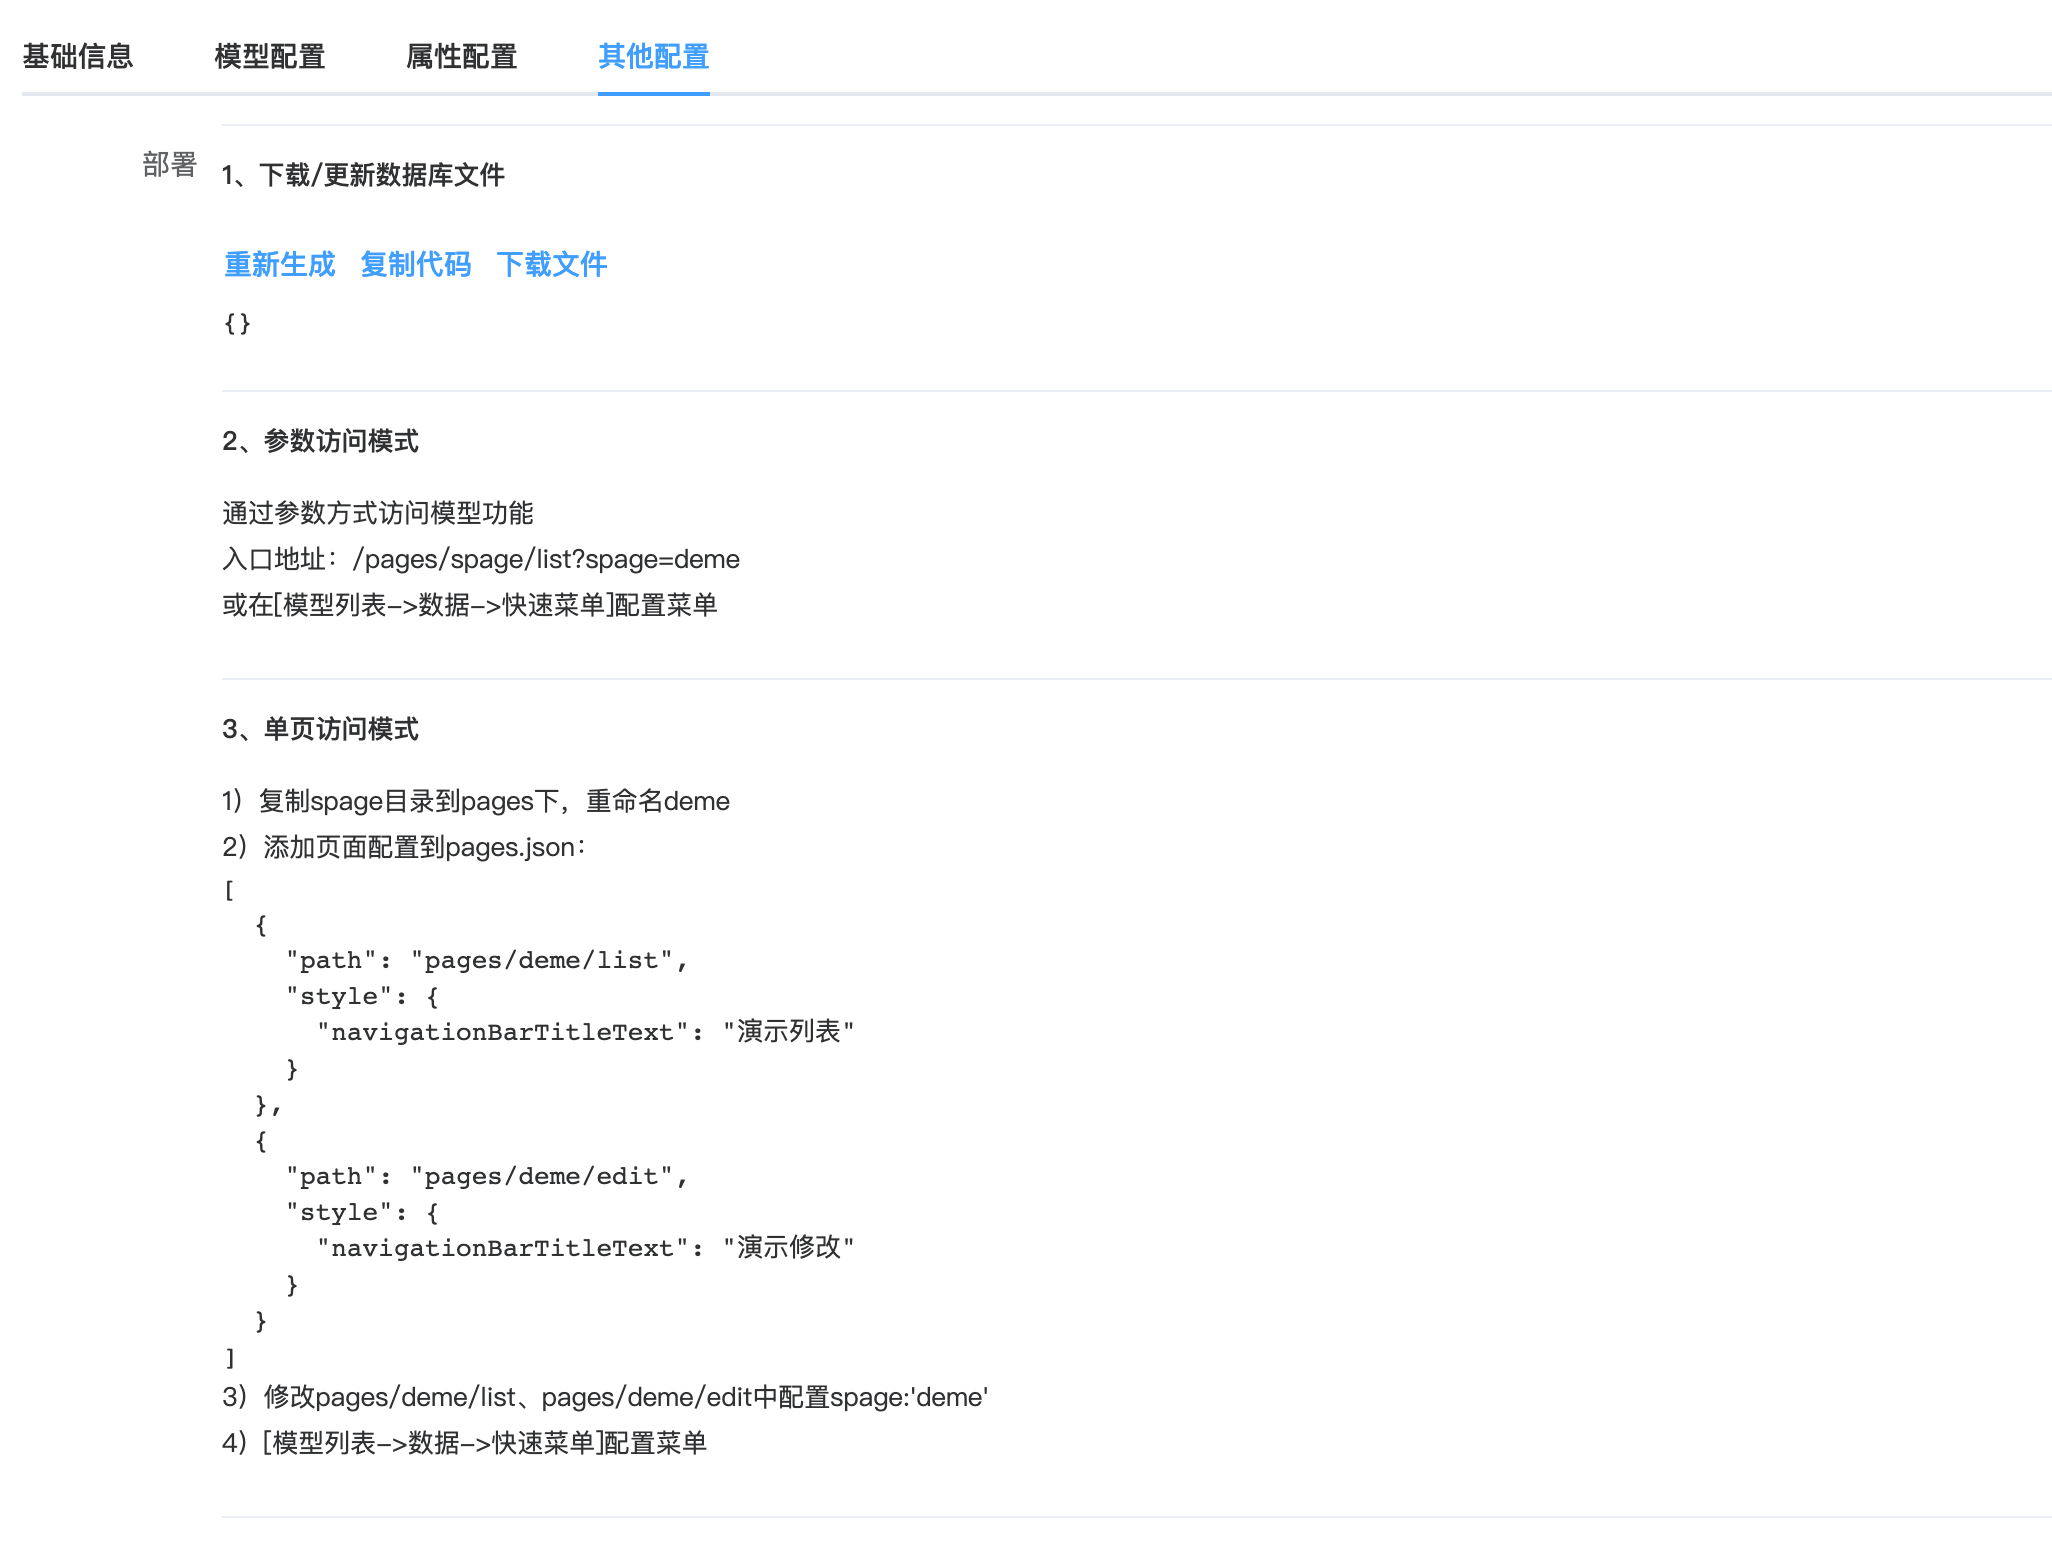 基础信息 模型配置 属性配置 其他配置
部署
1、下载/更新数据库文件
重新生成 复制代码 下载文件
{}
2、参数访问模式
通过参数方式访问模型功能
入口地址：/pages/spage/list?spage=deme
或在[模型列表->数据->快速菜单]配置菜单
3、单页访问模式
1）复制spage目录到pages下，重命名deme
2）添加页面配置到pages.json：
[
  {
    "path": "pages/deme/list",
    "style": {
      "navigationBarTitleText": "演示列表"
    }
  },
  {
    "path": "pages/deme/edit",
    "style": {
      "navigationBarTitleText": "演示修改"
    }
  }
]
3）修改pages/deme/list、pages/deme/edit中配置spage:'deme'
4）[模型列表->数据->快速菜单]配置菜单